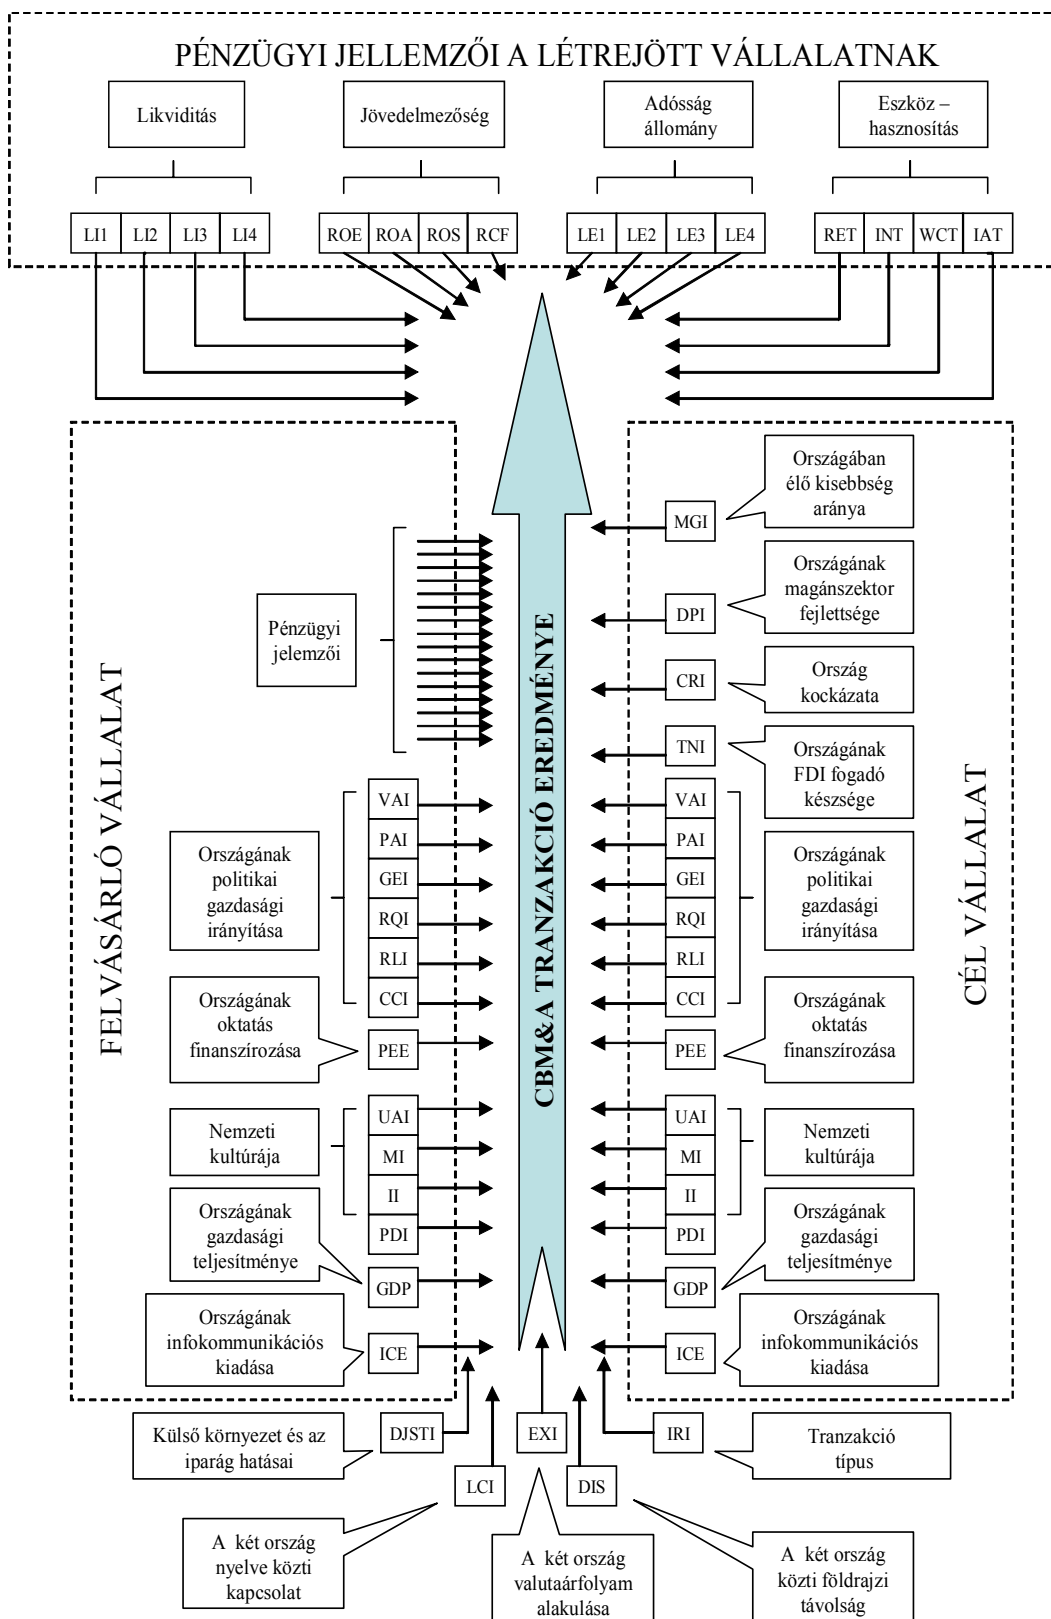 PÉNZÜGYI JELLEMZŐI A LÉTREJÖTT VÁLLALATNAK
Likviditás
Jövedelmezőség
Adósság
állomány
Eszköz –
hasznosítás
LI1 LI2 LI3 LI4
ROE ROA ROS RCF
LE1 LE2 LE3 LE4
RET INT WCT IAT
FELVÁSÁRLÓ VÁLLALAT
Pénzügyi
jelemzői
VAI
PAI
GEI
RQI
RLI
CCI
Országának
politikai
gazdasági
irányítása
PEE
Országának
oktatás
finanszírozása
UAI
MI
II
PDI
Nemzeti
kultúrája
GDP
Országának
gazdasági
teljesítménye
ICE
Országának
infokommunikációs
kiadása
CBM&A TRANZAKCIÓ EREDMÉNYE
CÉL VÁLLALAT
MGI
Országában
élő kisebbség
aránya
DPI
Országának
magánszektor
fejlettsége
CRI
Ország
kockázata
TNI
Országának
FDI fogadó
készsége
VAI
PAI
GEI
RQI
RLI
CCI
Országának
politikai
gazdasági
irányítása
PEE
Országának
oktatás
finanszírozása
UAI
MI
II
PDI
Nemzeti
kultúrája
GDP
Országának
gazdasági
teljesítménye
ICE
Országának
infokommunikációs
kiadása
DJSTI
Külső környezet és az
iparág hatásai
LCI
A két ország
nyelve közti
kapcsolat
EXI
A két ország
valutaárfolyam
alakulása
DIS
A két ország
közti földrajzi
távolság
IRI
Tranzakció
típus